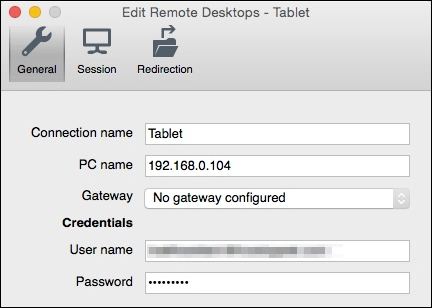 Edit Remote Desktops - Tablet
General Session Redirection
Connection name Tablet
PC name 192.168.0.104
Gateway No gateway configured
Credentials
User name
Password •••••••••